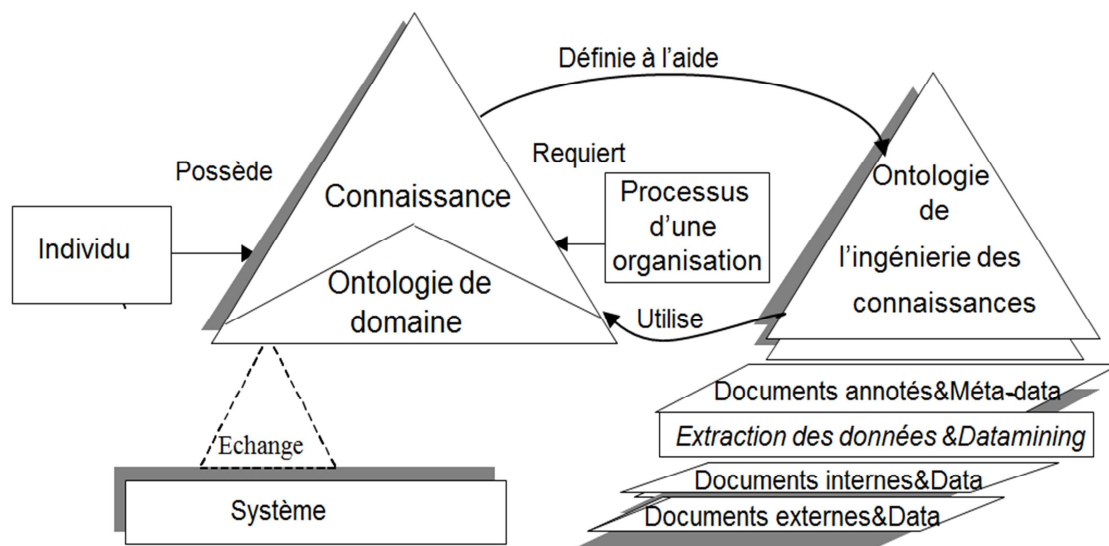 Définie à l'aide
Possède
Requiert
Connaissance
Individu
Processus
d'une
organisation
Ontologie
de
l'ingénierie des
connaissances
Ontologie de
domaine
Utilise
Documents annotés&Méta-data
Extraction des données &Datamining
Echange
Documents internes&Data
Système
Documents externes&Data